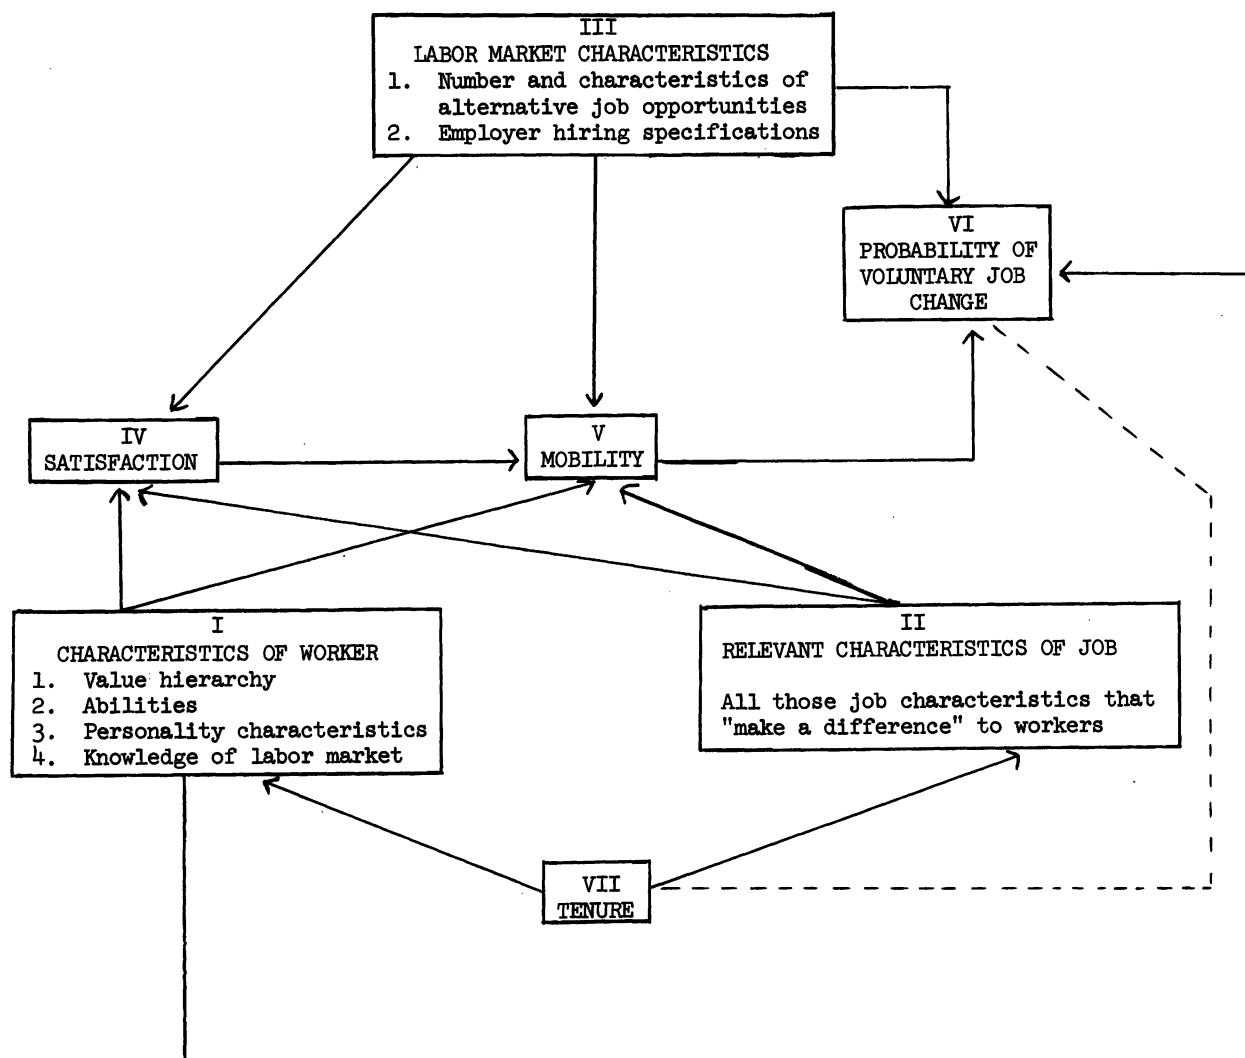 III
LABOR MARKET CHARACTERISTICS
1. Number and characteristics of
alternative job opportunities
2. Employer hiring specifications
VI
PROBABILITY OF
VOLUNTARY JOB
CHANGE
IV
SATISFACTION
V
MOBILITY
I
CHARACTERISTICS OF WORKER
1. Value hierarchy
2. Abilities
3. Personality characteristics
4. Knowledge of labor market
II
RELEVANT CHARACTERISTICS OF JOB
All those job characteristics that
"make a difference" to workers
VII
TENURE